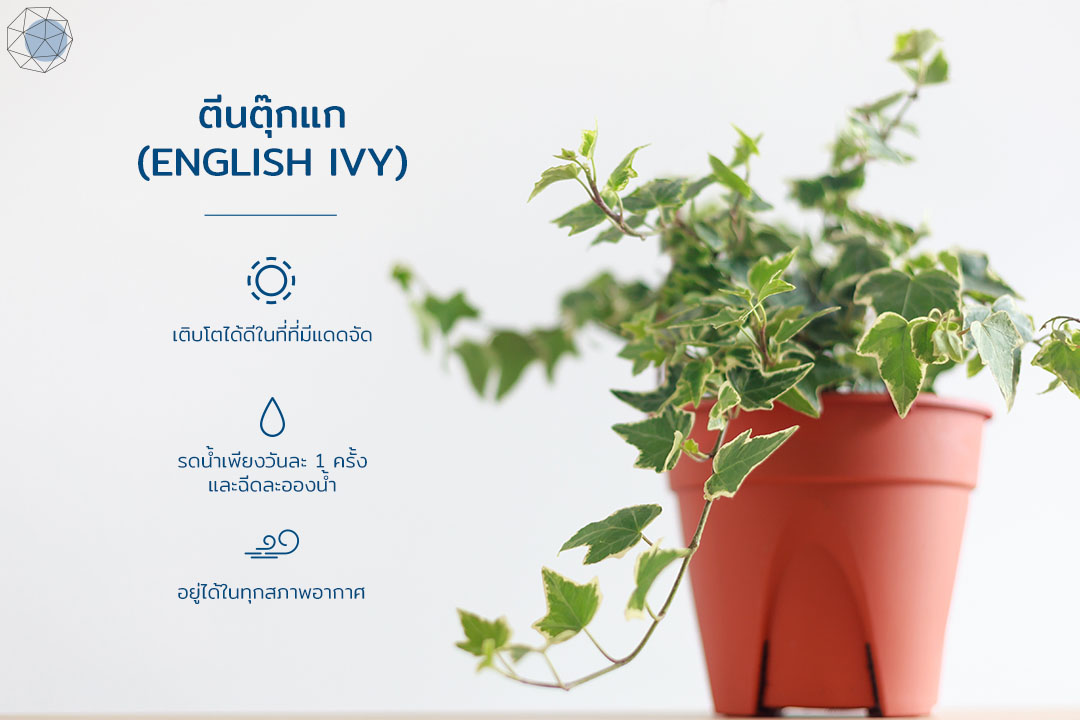 ตีนตุ๊กแก
(ENGLISH IVY)
เติบโตได้ดีในที่ที่มีแดดจัด
รดน้ำเพียงวันละ 1 ครั้ง
และฉีดละอองน้ำ
อยู่ได้ในทุกสภาพอากาศ